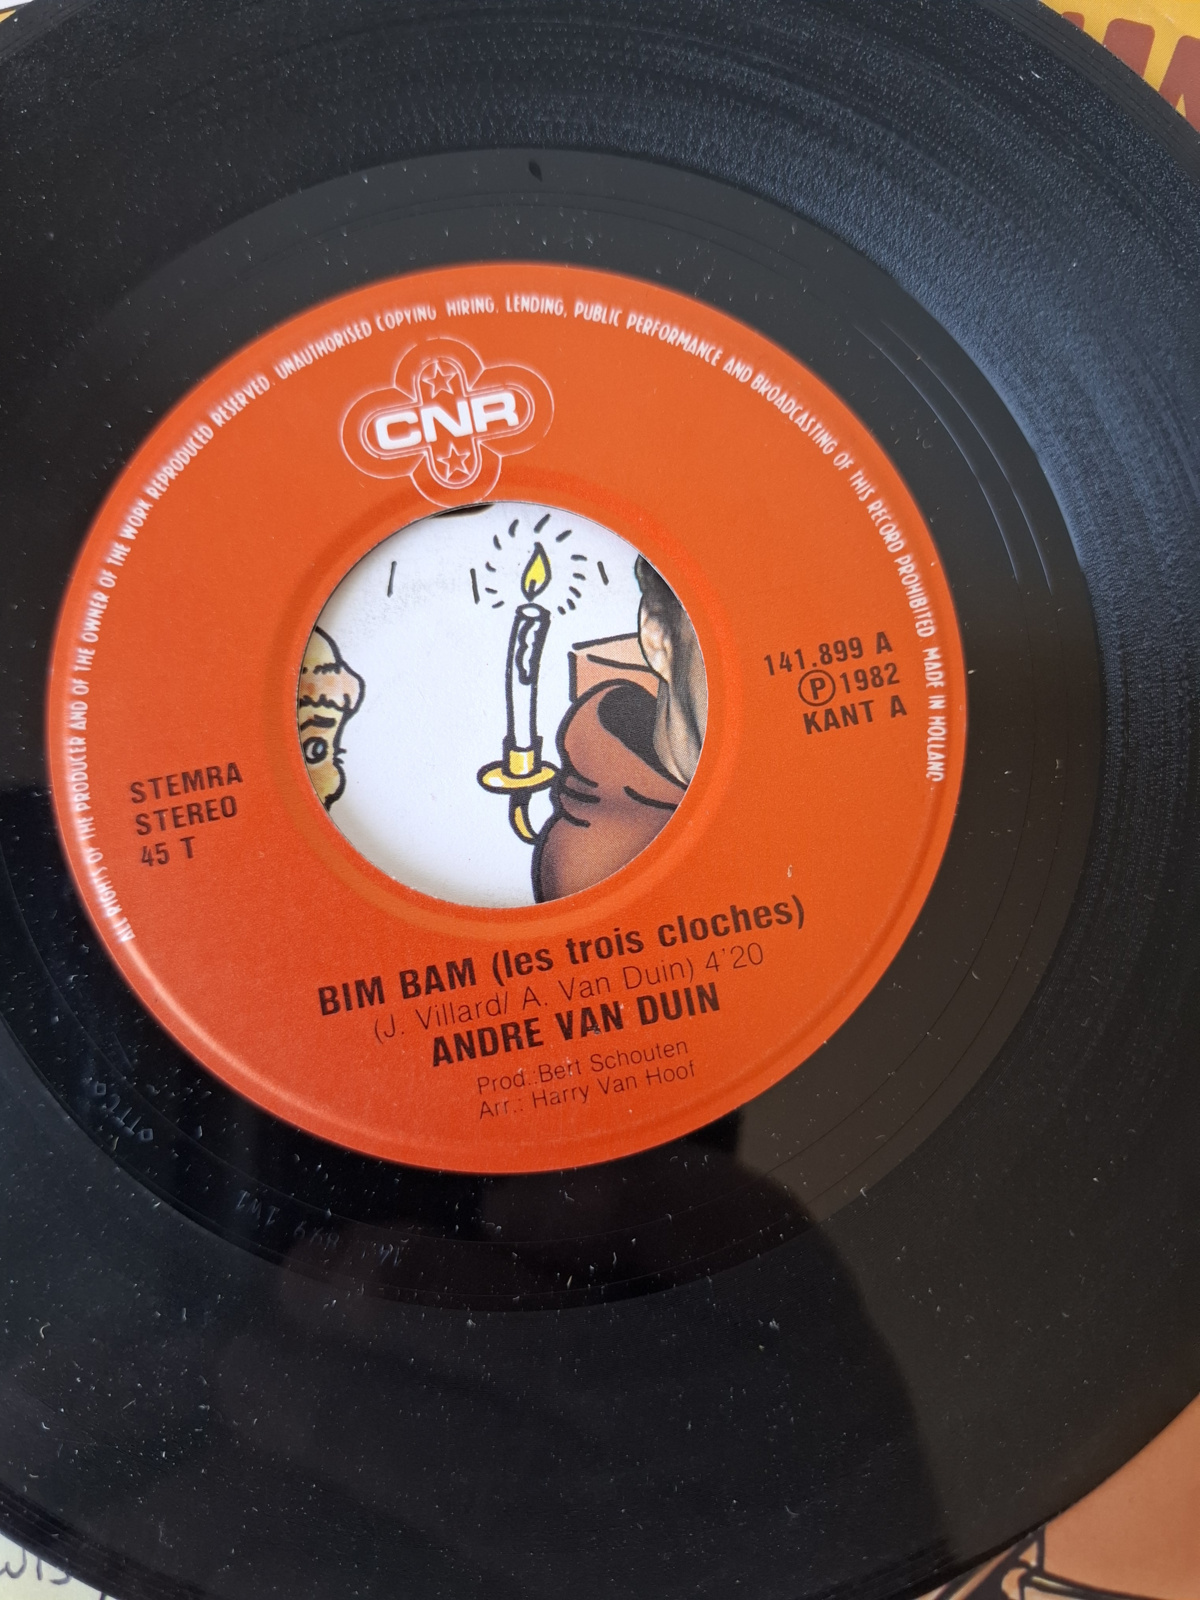 ALL RIGHTS OF THE PRODUCER AND OF THE OWNER OF THE WORK REPRODUCED RESERVED. UNAUTHORISED COPYING, HIRING, LENDING, PUBLIC PERFORMANCE AND BROADCASTING OF THIS RECORD PROHIBITED MADE IN HOLLAND
CNR
141.899 A
Ⓟ 1982
KANT A
STEMRA
STEREO
45 T
BIM BAM (les trois cloches)
(J. Villard/ A. Van Duin) 4'20
ANDRE VAN DUIN
Prod.:Bert Schouten
Arr.: Harry Van Hoof